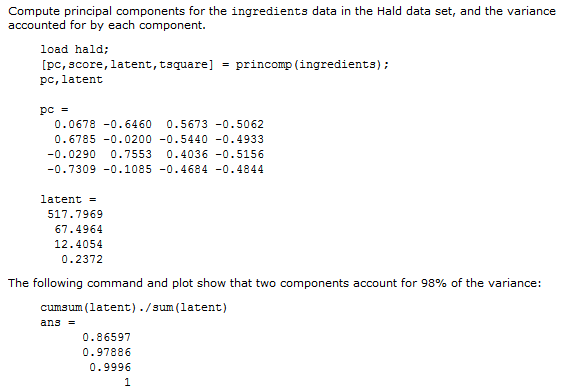 Compute principal components for the ingredients data in the Hald data set, and the variance
accounted for by each component.
load hald;
[pc,score,latent,tsquare] = princomp(ingredients);
pc,latent
pc =
0.0678 -0.6460 0.5673 -0.5062
0.6785 -0.0200 -0.5440 -0.4933
-0.0290 0.7553 0.4036 -0.5156
-0.7309 -0.1085 -0.4684 -0.4844
latent =
517.7969
67.4964
12.4054
0.2372
The following command and plot show that two components account for 98% of the variance:
cumsum(latent)./sum(latent)
ans =
0.86597
0.97886
0.9996
1